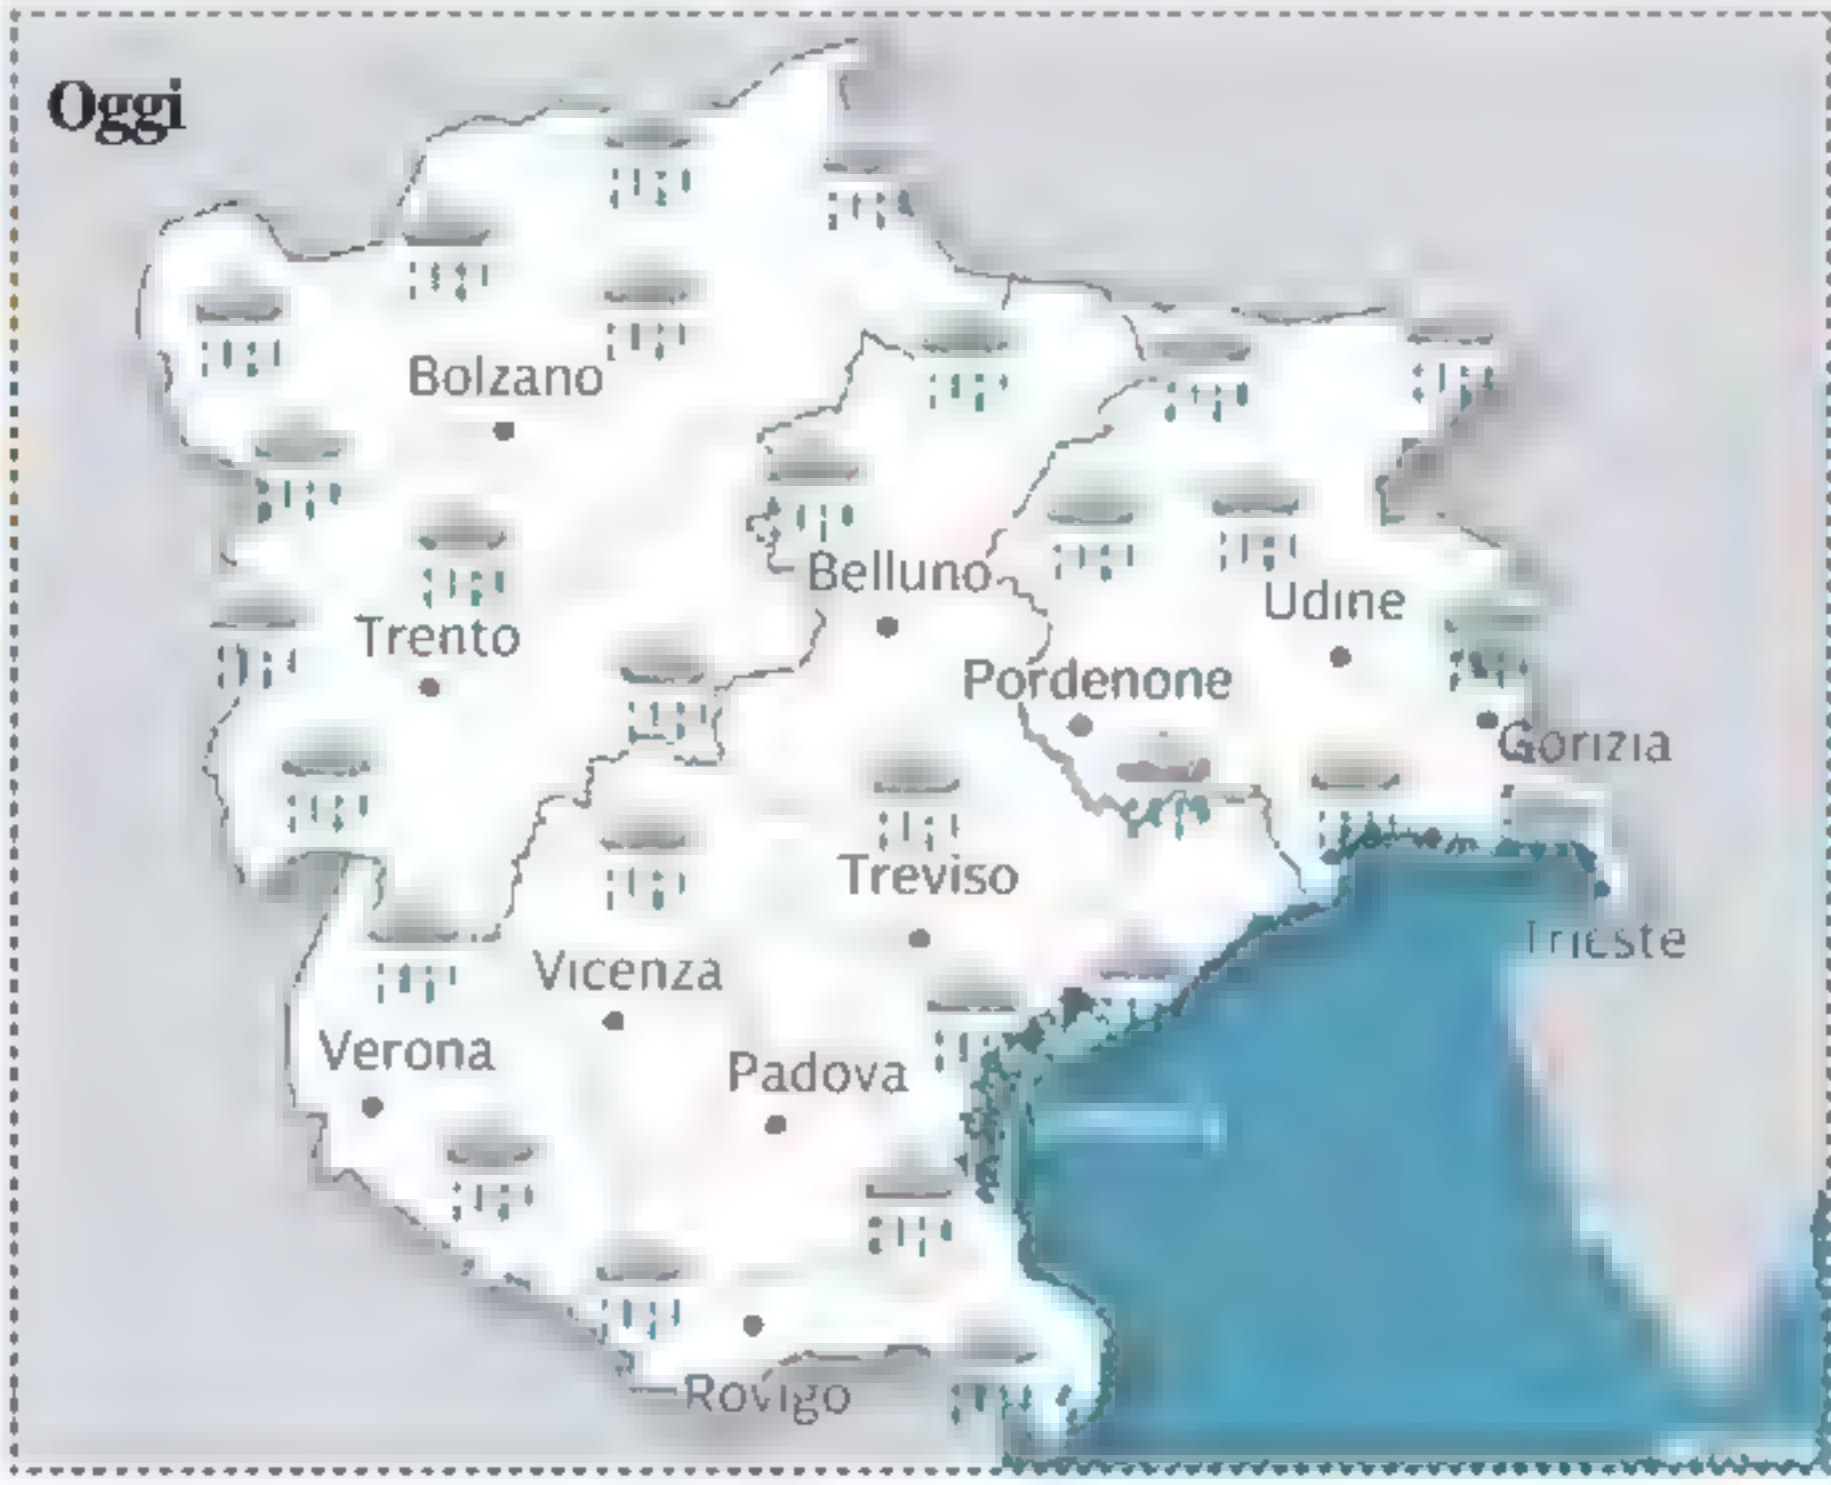 Oggi
Bolzano
Belluno
Udine
Trento
Pordenone
Gorizia
Treviso
Trieste
Vicenza
Verona
Padova
Rovigo